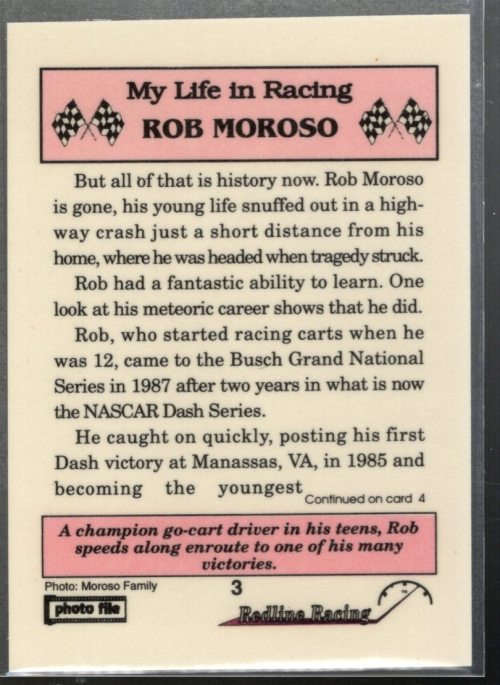 My Life in Racing
ROB MOROSO
But all of that is history now. Rob Moroso
is gone, his young life snuffed out in a high-
way crash just a short distance from his
home, where he was headed when tragedy struck.
Rob had a fantastic ability to learn. One
look at his meteoric career shows that he did.
Rob, who started racing carts when he
was 12, came to the Busch Grand National
Series in 1987 after two years in what is now
the NASCAR Dash Series.
He caught on quickly, posting his first
Dash victory at Manassas, VA, in 1985 and
becoming the youngest
Continued on card 4
A champion go-cart driver in his teens, Rob
speeds along enroute to one of his many
victories.
Photo: Moroso Family
3
photo file
Redline Racing